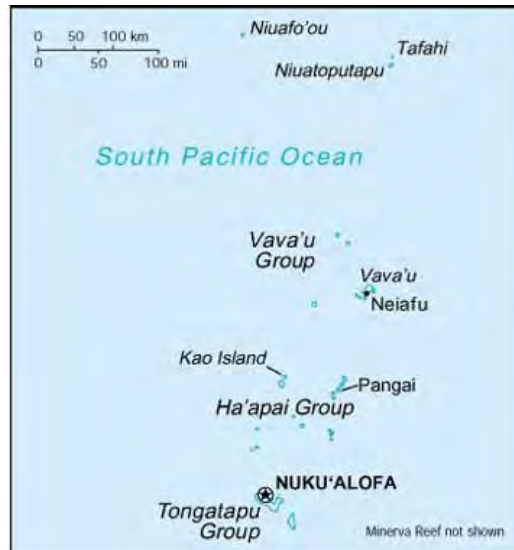 Niuafo'ou
0 50 100 km
0 50 100 mi
Tafahi
Niuatoputapu
South Pacific Ocean
Vava'u
Group
Vava'u
Neiafu
Kao Island
Pangai
Ha'apai Group
NUKU‘ALOFA
Tongatapu
Group
Minerva Reef not shown